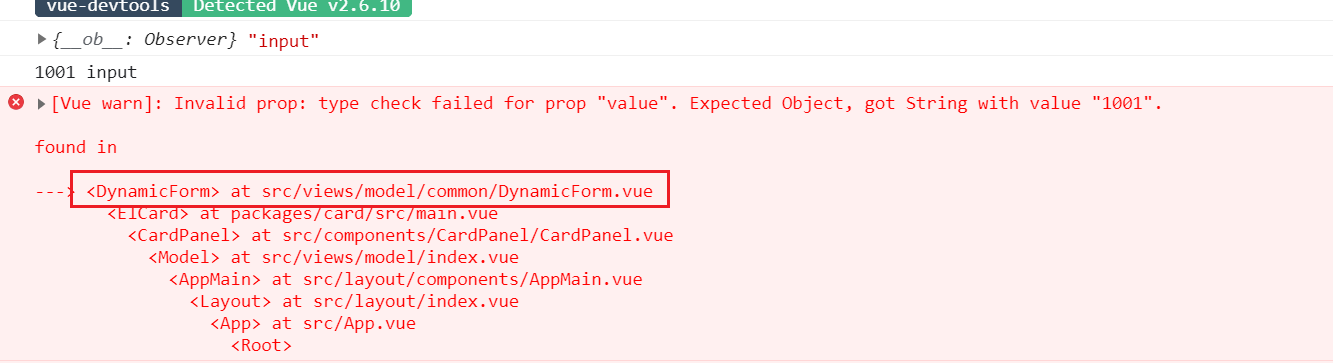 vue-devtools Detected Vue v2.6.10
▶{__ob__: Observer} "input"
1001 input
▶[Vue warn]: Invalid prop: type check failed for prop "value". Expected Object, got String with value "1001".
found in
---> <DynamicForm> at src/views/model/common/DynamicForm.vue
<ElCard> at packages/card/src/main.vue
<CardPanel> at src/components/CardPanel/CardPanel.vue
<Model> at src/views/model/index.vue
<AppMain> at src/layout/components/AppMain.vue
<Layout> at src/layout/index.vue
<App> at src/App.vue
<Root>